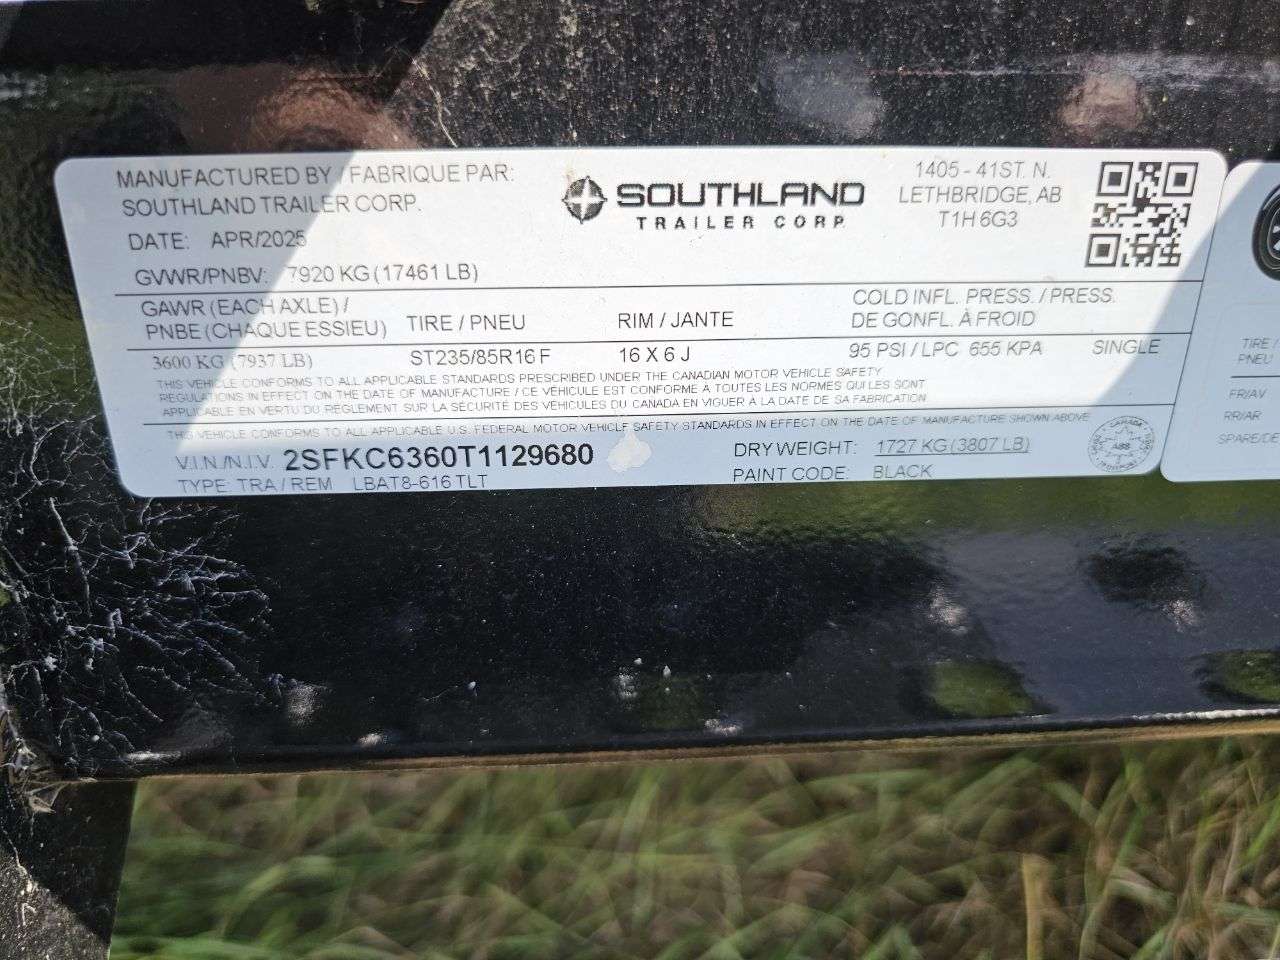 MANUFACTURED BY / FABRIQUE PAR:
SOUTHLAND TRAILER CORP.
DATE: APR/2025
GVWR/PNBV: 7920 KG (17461 LB)
SOUTHLAND
TRAILER CORP.
1405 - 41ST. N.
LETHBRIDGE, AB
T1H 6G3
GAWR (EACH AXLE) /
PNBE (CHAQUE ESSIEU)
TIRE / PNEU
RIM / JANTE
COLD INFL. PRESS. / PRESS.
DE GONFL. À FROID
3600 KG (7937 LB) ST235/85R16 F 16 X 6 J 95 PSI / LPC 655 KPA SINGLE
THIS VEHICLE CONFORMS TO ALL APPLICABLE STANDARDS PRESCRIBED UNDER THE CANADIAN MOTOR VEHICLE SAFETY
REGULATIONS IN EFFECT ON THE DATE OF MANUFACTURE / CE VÉHICULE EST CONFORME À TOUTES LES NORMES QUI LES SONT
APPLICABLE EN VERTU DU RÉGLEMENT SUR LA SÉCURITÉ DES VÉHICULES DU CANADA EN VIGUER À LA DATE DE SA FABRICATION
THIS VEHICLE CONFORMS TO ALL APPLICABLE U.S. FEDERAL MOTOR VEHICLE SAFETY STANDARDS IN EFFECT ON THE DATE OF MANUFACTURE SHOWN ABOVE
V.I.N./N.I.V. 2SFKC6360T1129680
TYPE: TRA / REM LBAT8-616 TLT
DRY WEIGHT: 1727 KG (3807 LB)
PAINT CODE: BLACK
CANADA
TRANSPORT
TIRE /
PNEU
FR/AV
RR/AR
SPARE/DE